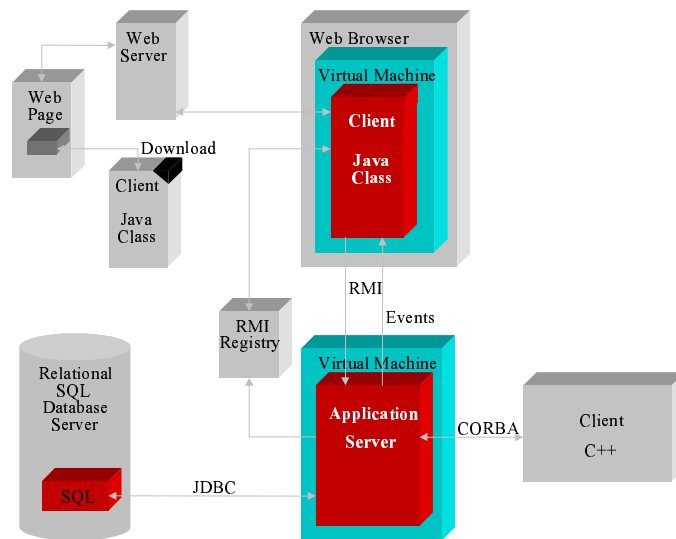 Web
Server
Web Browser
Virtual Machine
Web
Page
Client
Java
Class
Download
Client
Java
Class
RMI
Events
RMI
Registry
Relational
SQL
Database
Server
Virtual Machine
Application
Server
CORBA
Client
C++
SQL
JDBC